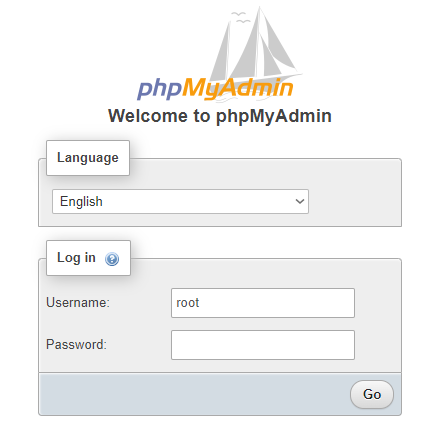 phpMyAdmin
Welcome to phpMyAdmin
Language
English
Log in
Username:
root
Password:
Go